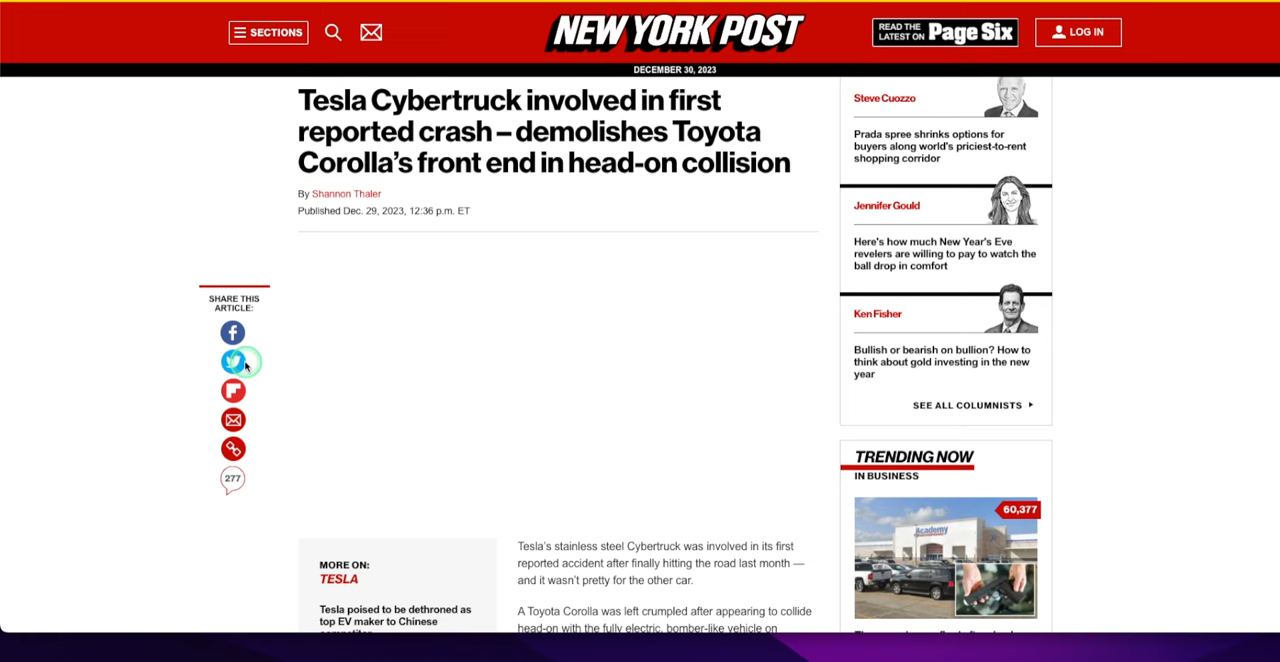 SECTIONS
NEW YORK POST
READ THE
LATEST ON
Page Six
LOG IN
DECEMBER 30, 2023
Tesla Cybertruck involved in first
reported crash – demolishes Toyota
Corolla's front end in head-on collision
By Shannon Thaler
Published Dec. 29, 2023, 12:36 p.m. ET
SHARE THIS
ARTICLE:
277
MORE ON:
TESLA
Tesla poised to be dethroned as
top EV maker to Chinese
Tesla's stainless steel Cybertruck was involved in its first
reported accident after finally hitting the road last month —
and it wasn't pretty for the other car.
A Toyota Corolla was left crumpled after appearing to collide
head-on with the fully electric, bomber-like vehicle on
Steve Cuozzo
Prada spree shrinks options for
buyers along world's priciest-to-rent
shopping corridor
Jennifer Gould
Here's how much New Year's Eve
revelers are willing to pay to watch the
ball drop in comfort
Ken Fisher
Bullish or bearish on bullion? How to
think about gold investing in the new
year
SEE ALL COLUMNISTS
TRENDING NOW
IN BUSINESS
60,377
Academy